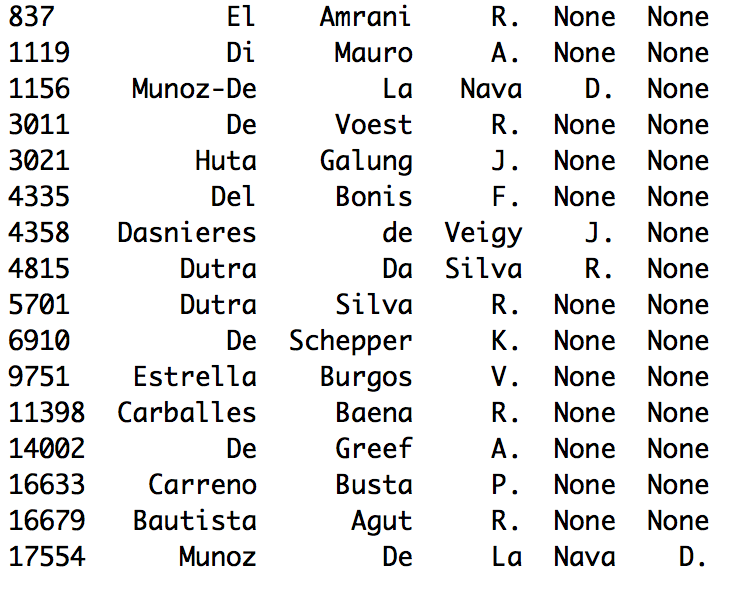 837 El Amrani R. None None
1119 Di Mauro A. None None
1156 Munoz-De La Nava D. None
3011 De Voest R. None None
3021 Huta Galung J. None None
4335 Del Bonis F. None None
4358 Dasnieres de Veigy J. None
4815 Dutra Da Silva R. None
5701 Dutra Silva R. None None
6910 De Schepper K. None None
9751 Estrella Burgos V. None None
11398 Carballes Baena R. None None
14002 De Greef A. None None
16633 Carreno Busta P. None None
16679 Bautista Agut R. None None
17554 Munoz De La Nava D.